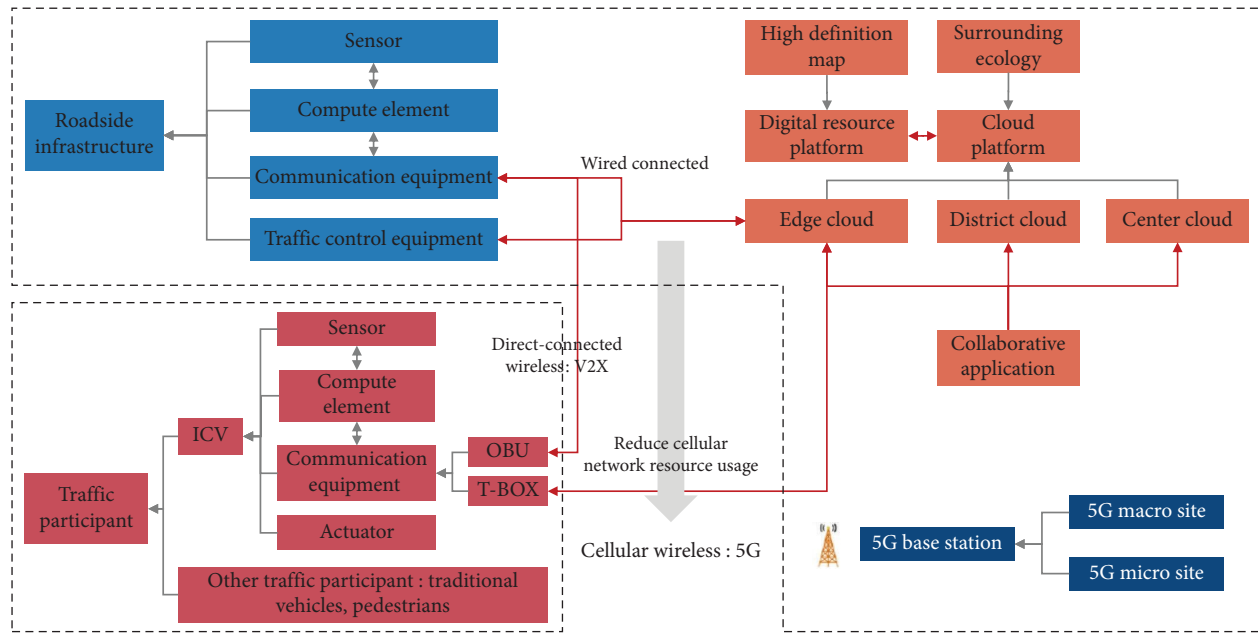 Sensor
Compute element
Roadside
infrastructure
Communication equipment
Traffic control equipment
Wired connected
High definition
map
Surrounding
ecology
Digital resource
platform
Cloud
platform
Edge cloud
District cloud
Center cloud
Collaborative
application
Direct-connected
wireless : V2X
Sensor
Compute
element
ICV
Communication
equipment
OBU
T-BOX
Traffic
participant
Actuator
Other traffic participant : traditional
vehicles, pedestrians
Reduce cellular
network resource usage
Cellular wireless : 5G
5G base station
5G macro site
5G micro site